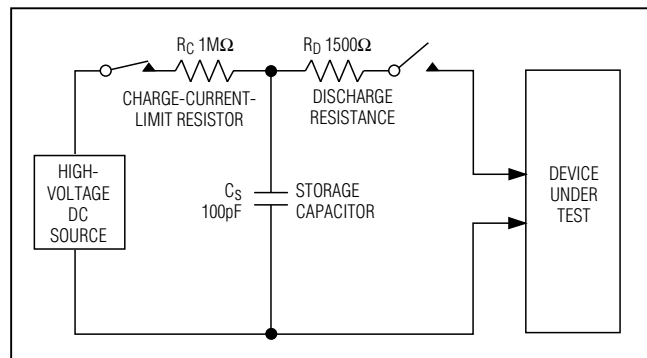 RC 1MΩ
CHARGE-CURRENT-
LIMIT RESISTOR
RD 1500Ω
DISCHARGE
RESISTANCE
HIGH-
VOLTAGE
DC
SOURCE
CS
100pF
STORAGE
CAPACITOR
DEVICE
UNDER
TEST